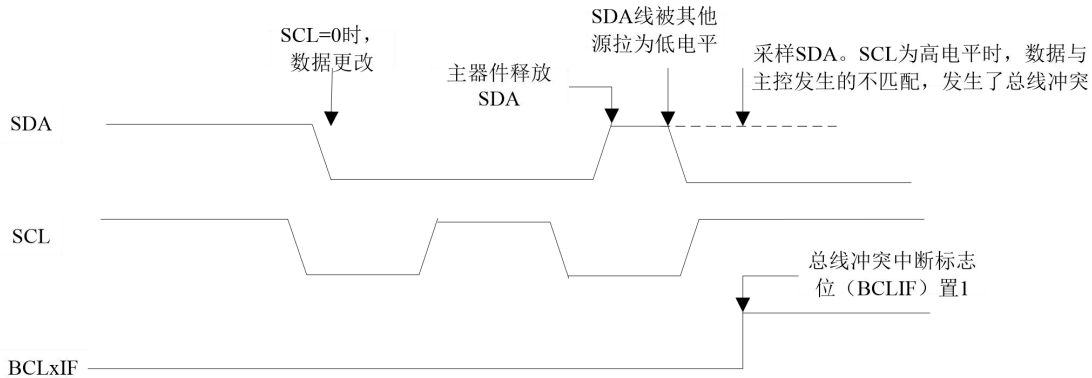 SCL=0时，
数据更改
主器件释放
SDA
SDA线被其他
源拉为低电平
采样SDA。SCL为高电平时，数据与
主控发生的不匹配，发生了总线冲突
SDA
SCL
总线冲突中断标志
位（BCLIF）置1
BCLxIF